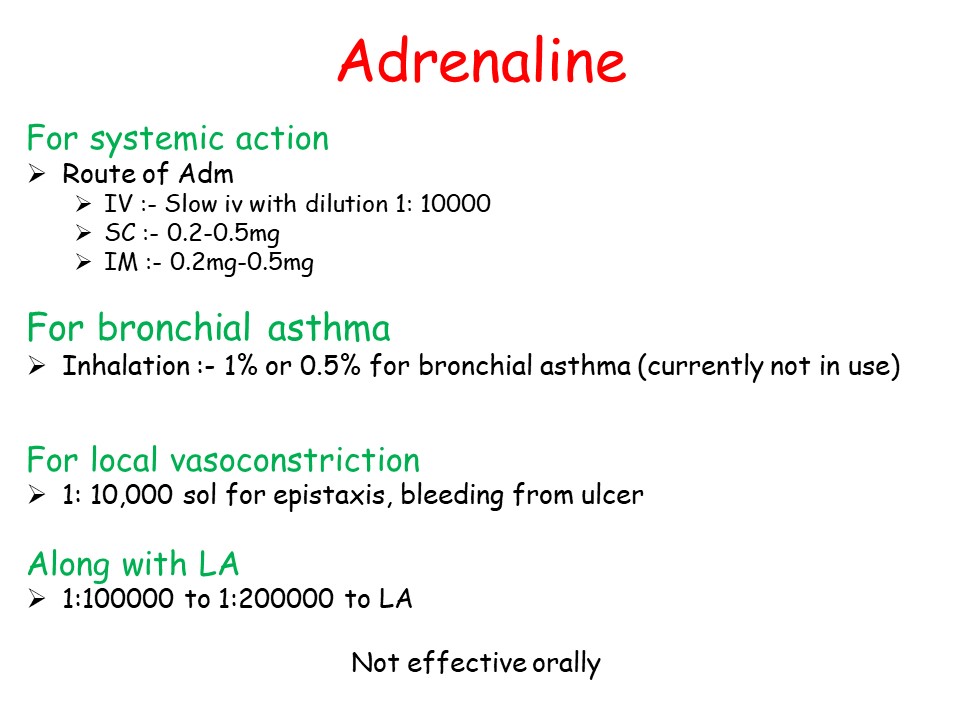 Adrenaline
For systemic action
➢ Route of Adm
➢ IV :- Slow iv with dilution 1: 10000
➢ SC :- 0.2-0.5mg
➢ IM :- 0.2mg-0.5mg
For bronchial asthma
➢ Inhalation :- 1% or 0.5% for bronchial asthma (currently not in use)
For local vasoconstriction
➢ 1: 10,000 sol for epistaxis, bleeding from ulcer
Along with LA
➢ 1:100000 to 1:200000 to LA
Not effective orally